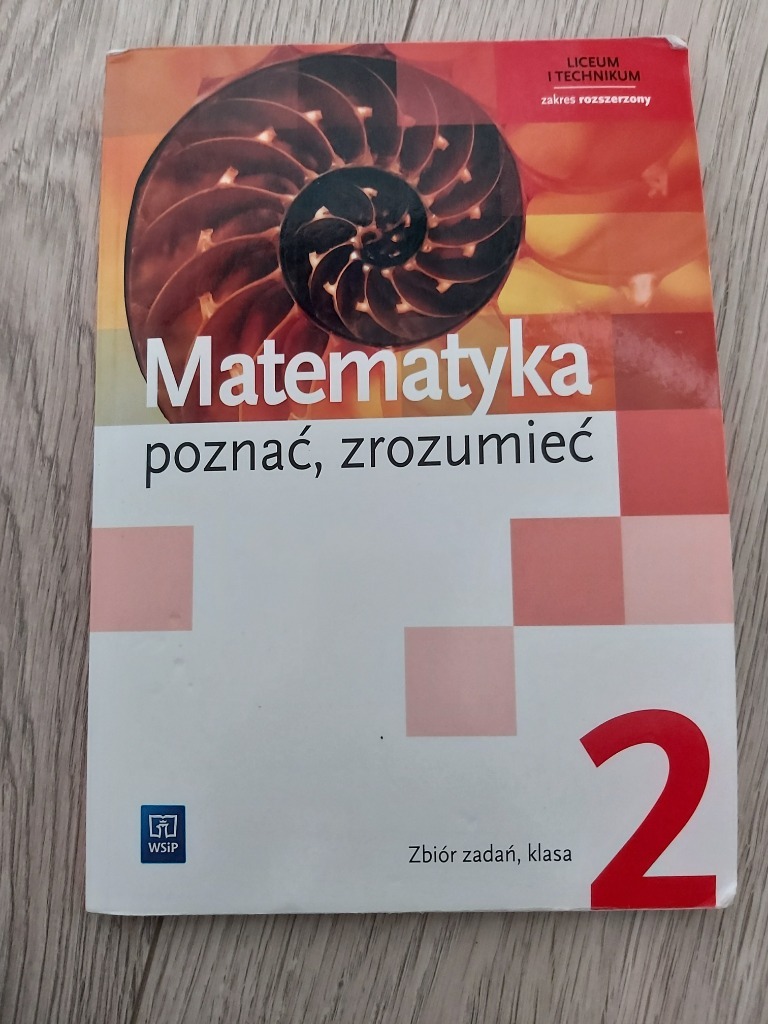 LICEUM
I TECHNIKUM
zakres rozszerzony
Matematyka
poznać, zrozumieć
WSiP
Zbiór zadań, klasa
2